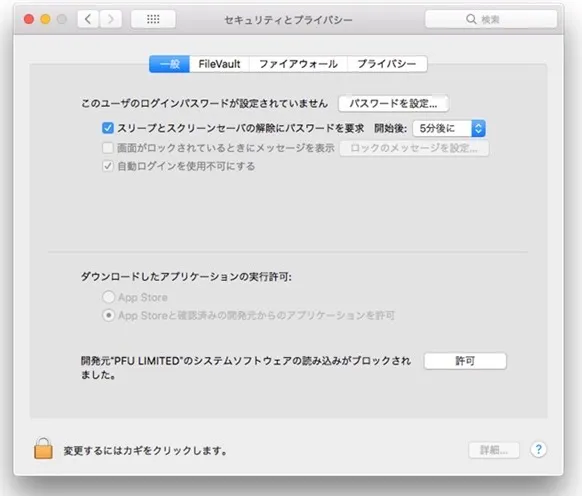 セキュリティとプライバシー
検索
一般
FileVault
ファイアウォール
プライバシー
このユーザのログインパスワードが設定されていません
パスワードを設定...
スリープとスクリーンセーバの解除にパスワードを要求 開始後: 5分後に
画面がロックされているときにメッセージを表示 ロックのメッセージを設定...
自動ログインを使用不可にする
ダウンロードしたアプリケーションの実行許可:
App Store
App Storeと確認済みの開発元からのアプリケーションを許可
開発元"PFU LIMITED"のシステムソフトウェアの読み込みがブロックされ
ました。
許可
変更するにはカギをクリックします。
詳細...
?